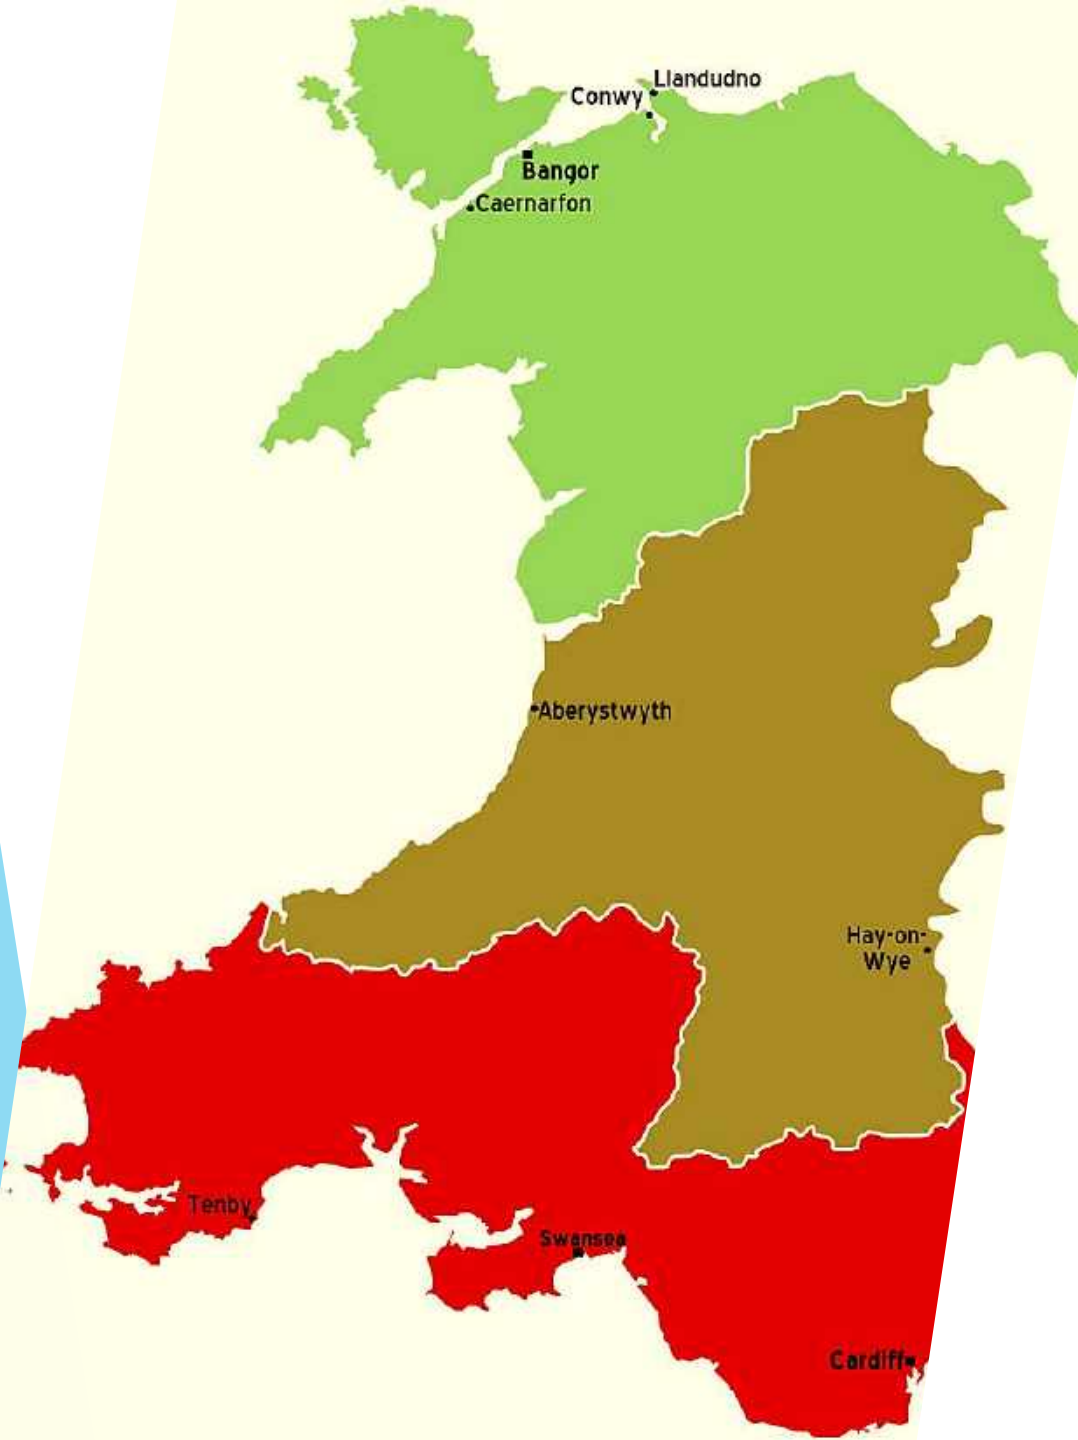 Llandudno
Conwy
Bangor
Caernarfon
Aberystwyth
Hay-on-
Wye
Tenby
Swansea
Cardiff